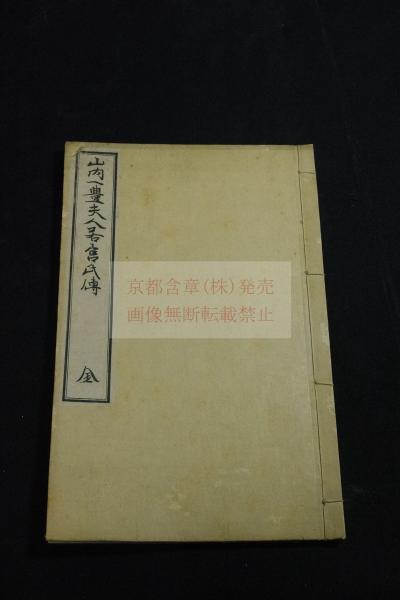 山内一豊夫人若宮氏傳
全
京都含章(株)発売
画像無断転載禁止